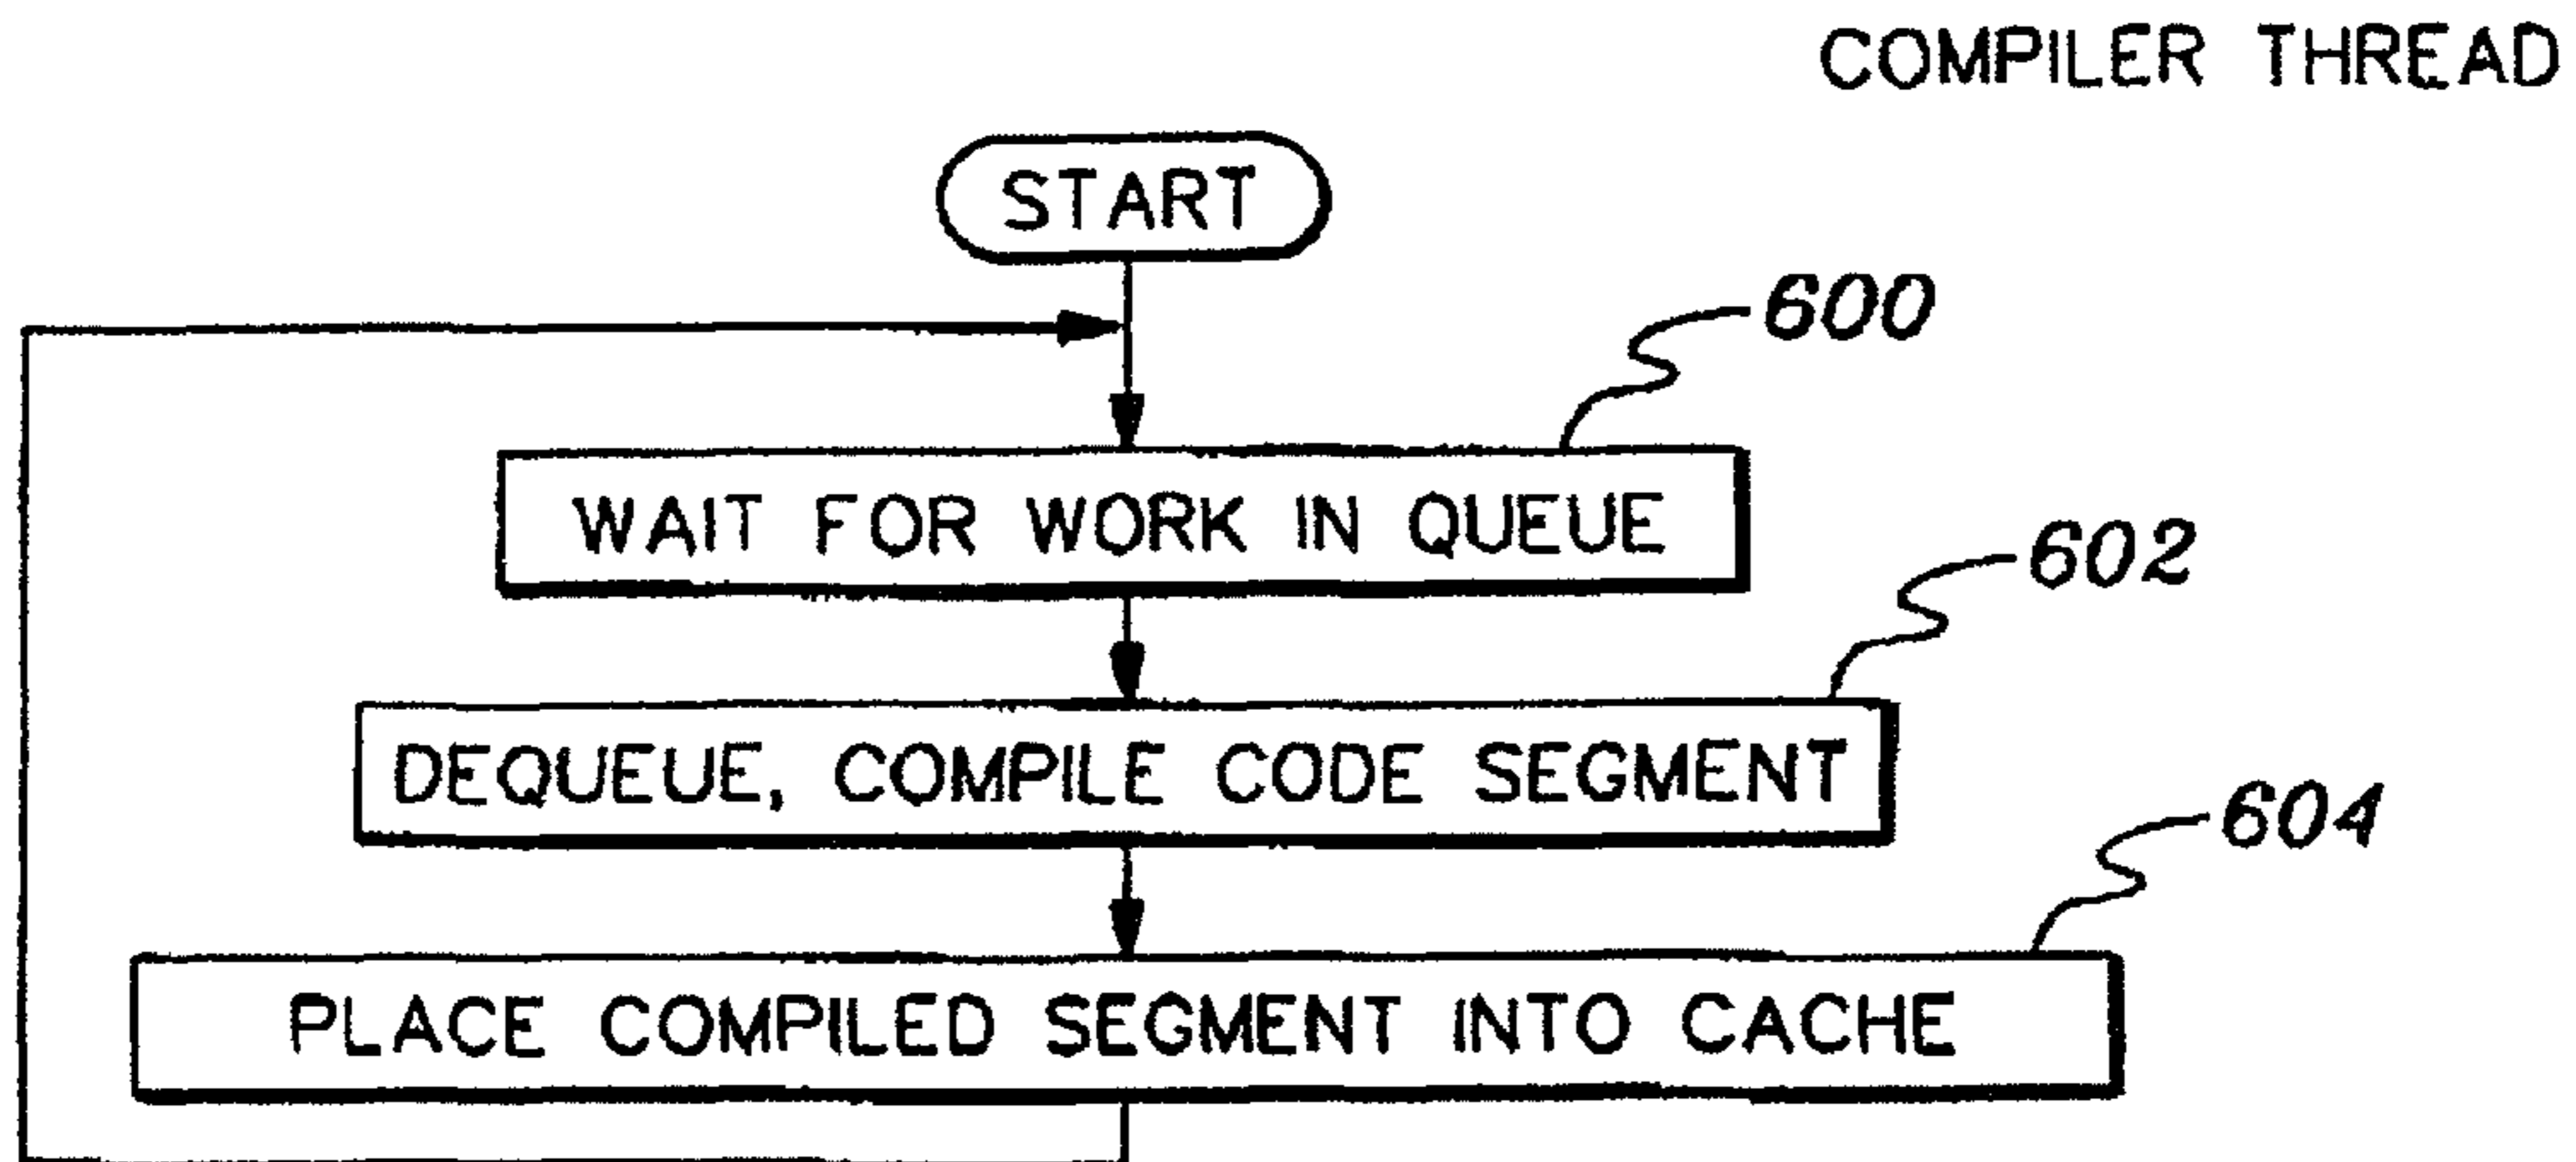 COMPILER THREAD
START
600
WAIT FOR WORK IN QUEUE
602
DEQUEUE, COMPILE CODE SEGMENT
604
PLACE COMPILED SEGMENT INTO CACHE